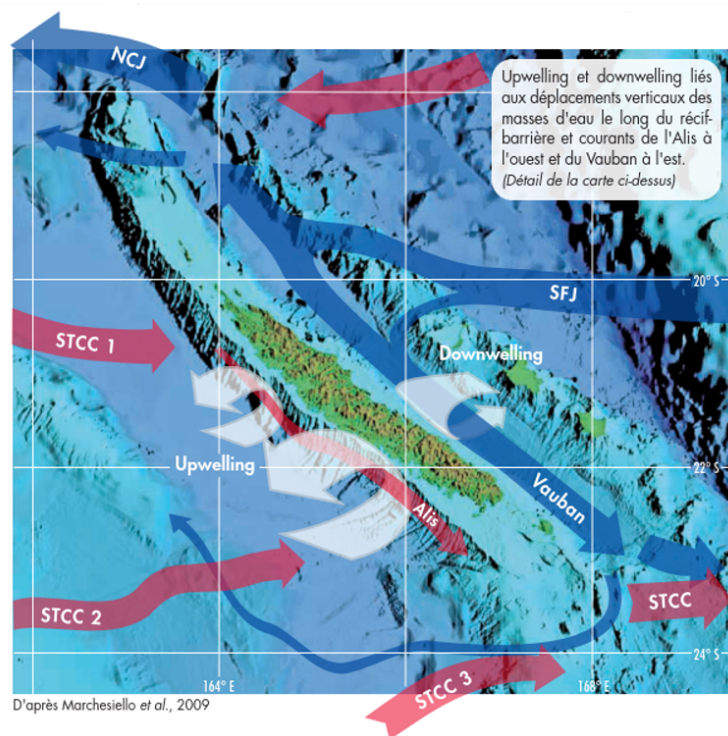 NCJ
Upwelling et downwelling liés
aux déplacements verticaux des
masses d'eau le long du récif-
barrière et courants de l'Alis à
l'ouest et du Vauban à l'est.
(Détail de la carte ci-dessus)
20° S
SFJ
STCC 1
Downwelling
Upwelling
22° S
Vauban
Alis
STCC 2
STCC
24° S
164° E
168° E
STCC 3
D'après Marchesiello et al., 2009